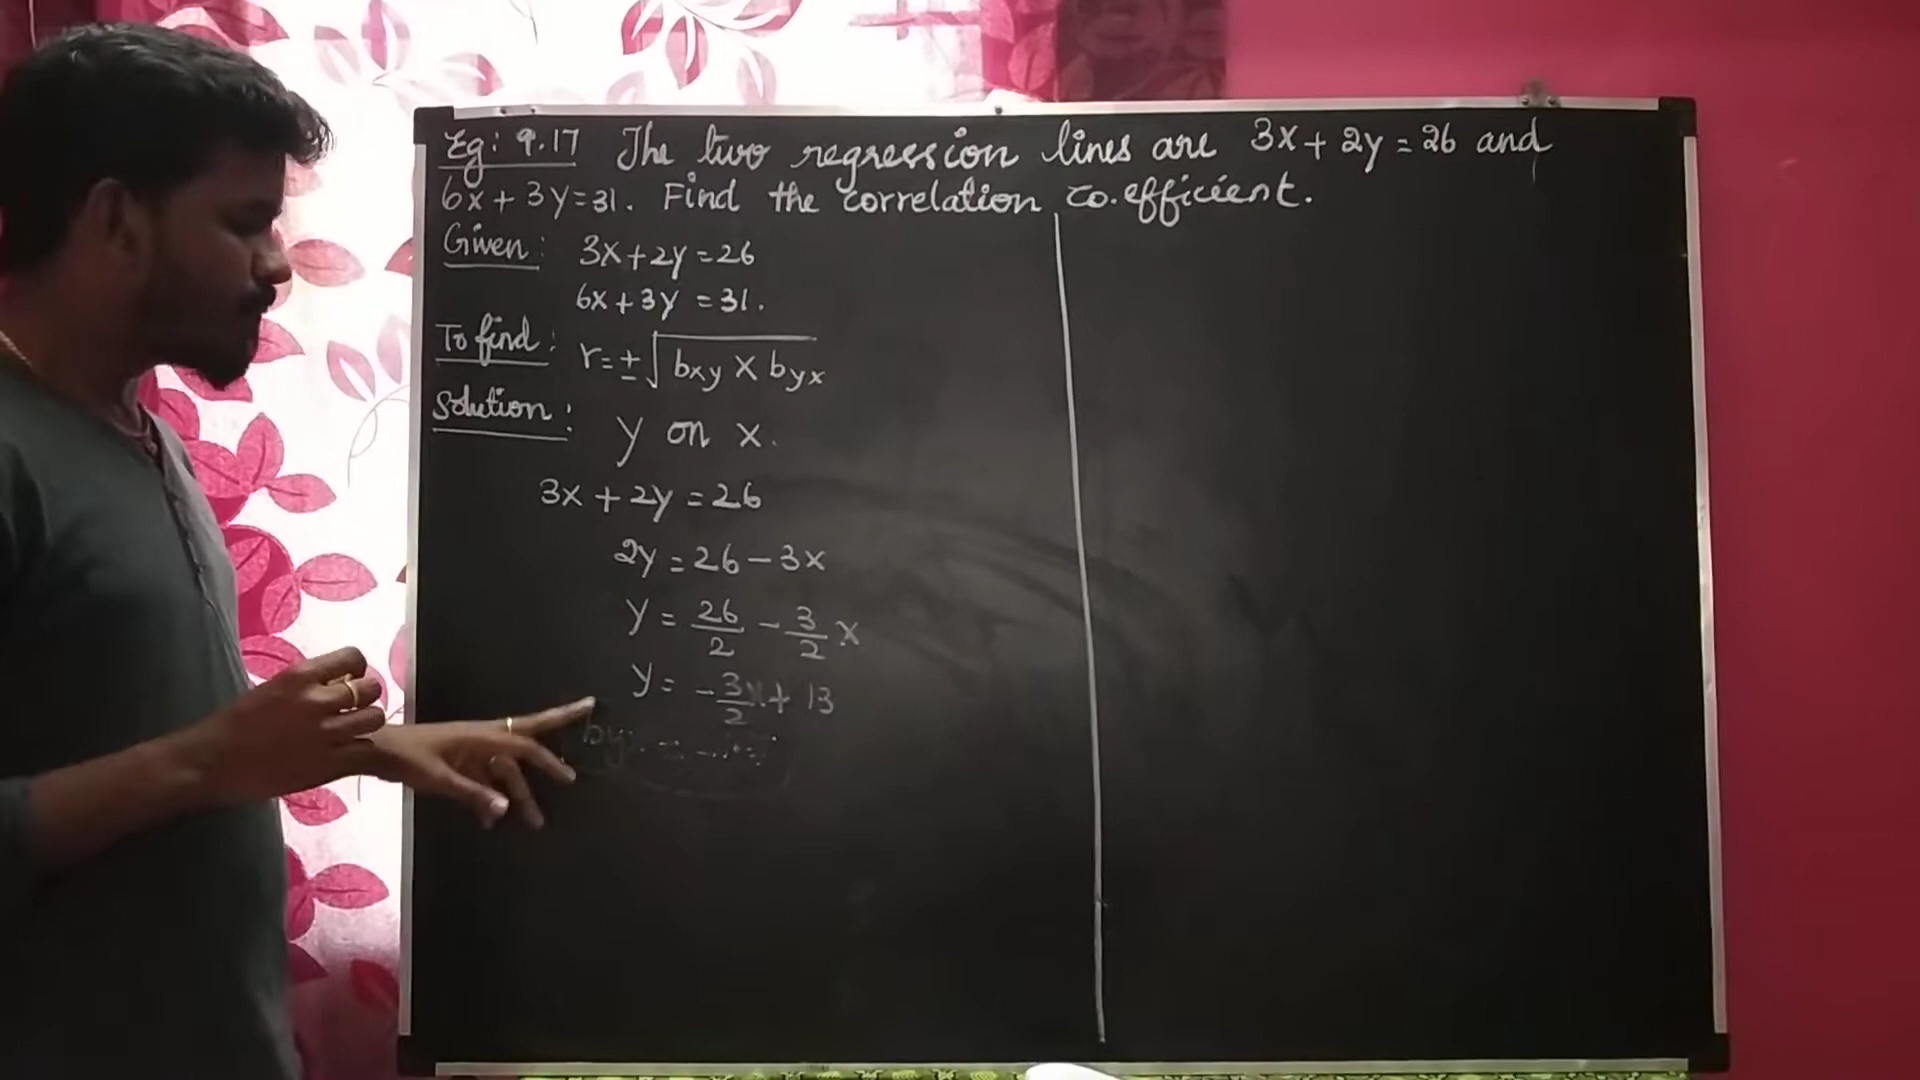 Eg: 9.17 The two regression lines are 3x + 2y = 26 and
6x + 3y = 31. Find the correlation co.efficient.
Given: 3x + 2y = 26
6x + 3y = 31.
To find: r = ± √bxy × byx
Solution:
y on x.
3x + 2y = 26
2y = 26 - 3x
y = 26/2 - 3/2 x
y = -3/2 x + 13